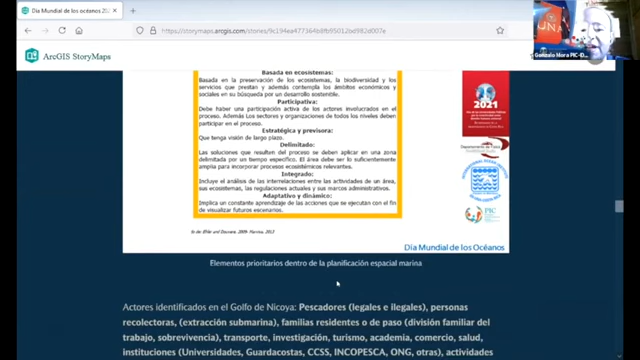 Día Mundial de los océanos 202
https://storymaps.arcgis.com/stories/9c194ea477364b8fb95012bd982d007e
ArcGIS StoryMaps
UNA
Gonzalo Mora PIC-ID...
Basada en ecosistemas:
Basada en la preservación de los ecosistemas, la biodiversidad y los
servicios que prestan y además contempla los ámbitos económicos y
sociales en su búsqueda por un desarrollo sostenible.
Participativa:
Debe haber una participación activa de los actores involucrados en el
proceso. Además Los sectores y organizaciones de todos los niveles deben
participar en el proceso.
Estratégica y previsora:
Que tenga visión de largo plazo.
Delimitado:
Las soluciones que resulten del proceso se deben aplicar en una zona
delimitada por un tiempo específico. El área debe ser lo suficientemente
amplia para incorporar procesos ecosistémicos relevantes.
Integrado:
Incluye el análisis de las interrelaciones entre las actividades de un área,
sus ecosistemas, las regulaciones actuales y sus marcos administrativos.
Adaptativo y dinámico:
Implica un constante aprendizaje de las acciones que se ejecutan con el fin
de visualizar futuros escenarios.
2021
PIC
Día Mundial de los Océanos
Elementos prioritarios dentro de la planificación espacial marina
Actores identificados en el Golfo de Nicoya: Pescadores (legales e ilegales), personas
recolectoras, (extracción submarina), familias residentes o de paso (división familiar del
trabajo, sobrevivencia), transporte, investigación, turismo, academia, comercio, salud,
instituciones (Universidades, Guardacostas, CCSS, INCOPESCA, ONG, otras), actividades